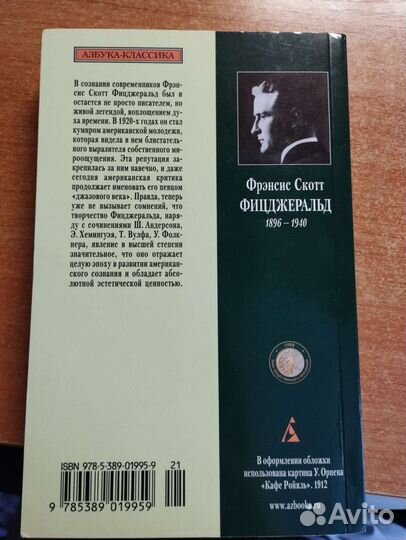 АЗБУКА-КЛАССИКА
В сознании современников Фрэн-
сис Скотт Фицджеральд был и
остается не просто писателем, но
живой легендой, воплощением ду-
ха времени. В 1920-х годах он стал
кумиром американской молодежи,
которая видела в нем блистатель-
ного выразителя собственного ми-
роощущения. Эта репутация за-
крепилась за ним навечно, и даже
сегодня американская критика
продолжает именовать его певцом
«джазового века». Правда, теперь
уже не вызывает сомнений, что
творчество Фицджеральда, наря-
ду с сочинениями Ш. Андерсона,
Э. Хемингуэя, Т. Вулфа, У. Фолк-
нера, явление в высшей степени
значительное, что оно отражает
целую эпоху в развитии американ-
ского сознания и обладает абсо-
лютной эстетической ценностью.
Фрэнсис Скотт
ФИЦДЖЕРАЛЬД
1896 – 1940
ISBN 978-5-389-01995-9 21
9 785389 019959
В оформлении обложки
использована картина У. Орпена
«Кафе Ройяль». 1912
www.azbooka.ru
Avito